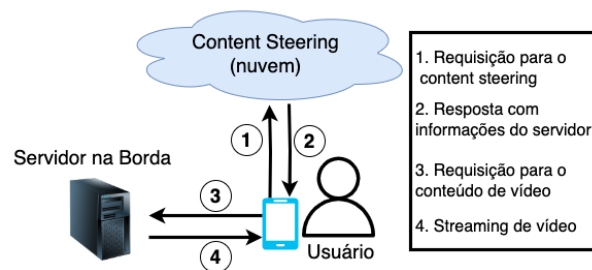 Content Steering
(nuvem)
1
2
Servidor na Borda
3
4
Usuário
1. Requisição para o
content steering
2. Resposta com
informações do servidor
3. Requisição para o
conteúdo de vídeo
4. Streaming de vídeo